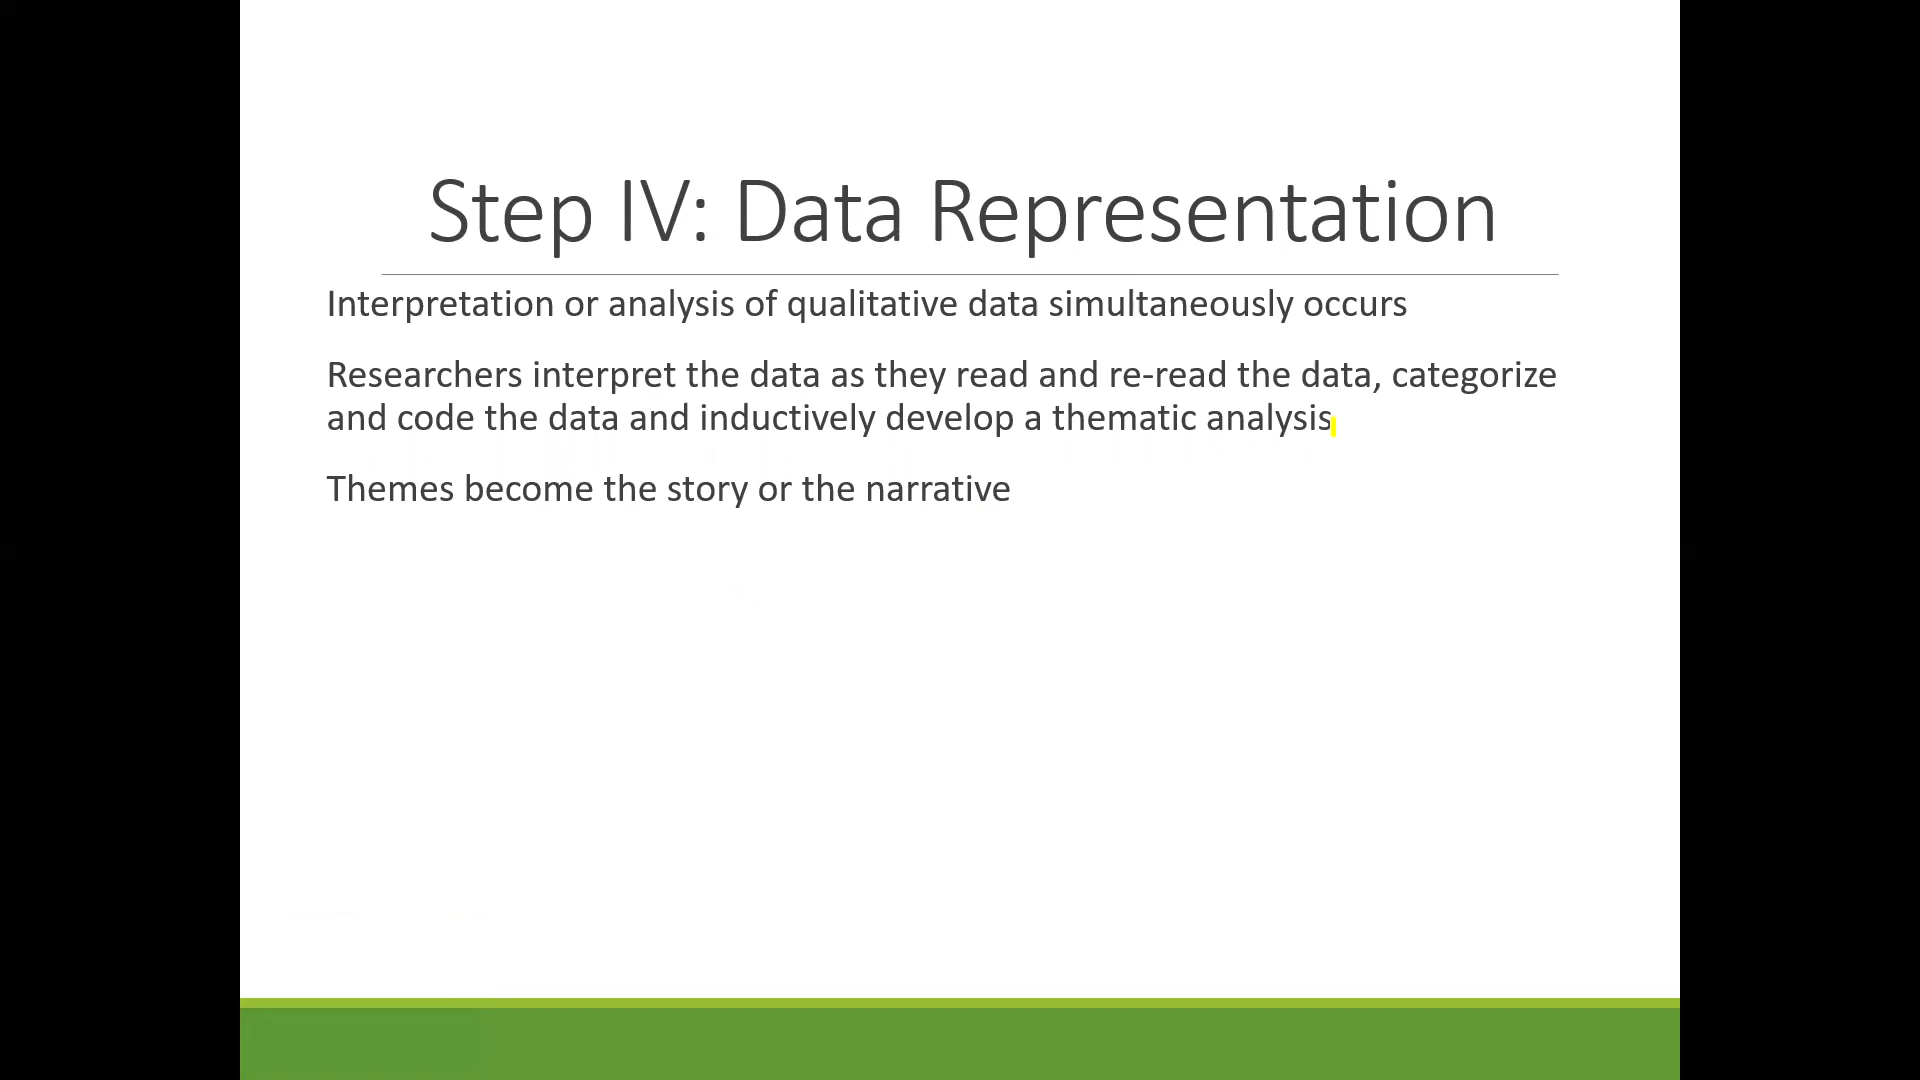 Step IV: Data Representation
Interpretation or analysis of qualitative data simultaneously occurs
Researchers interpret the data as they read and re-read the data, categorize
and code the data and inductively develop a thematic analysis
Themes become the story or the narrative